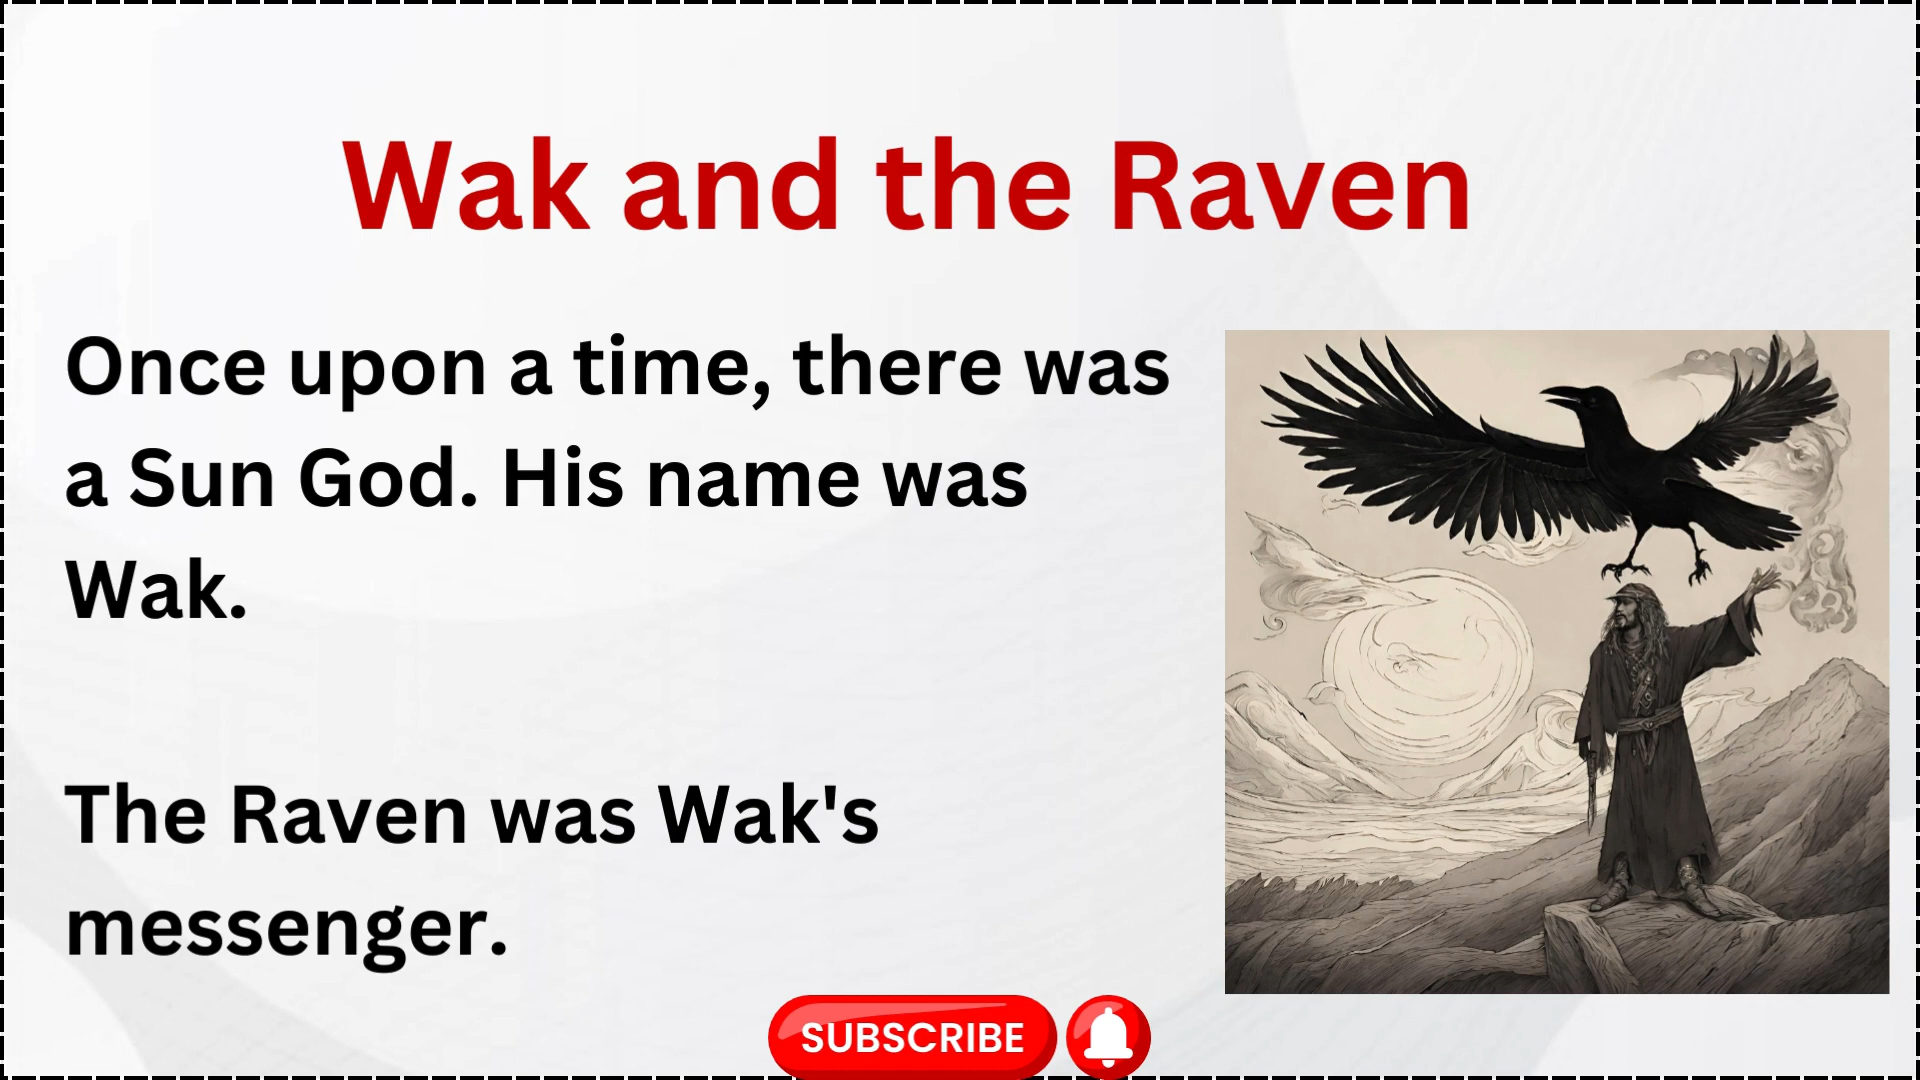 Wak and the Raven
Once upon a time, there was
a Sun God. His name was
Wak.
The Raven was Wak's
messenger.
SUBSCRIBE